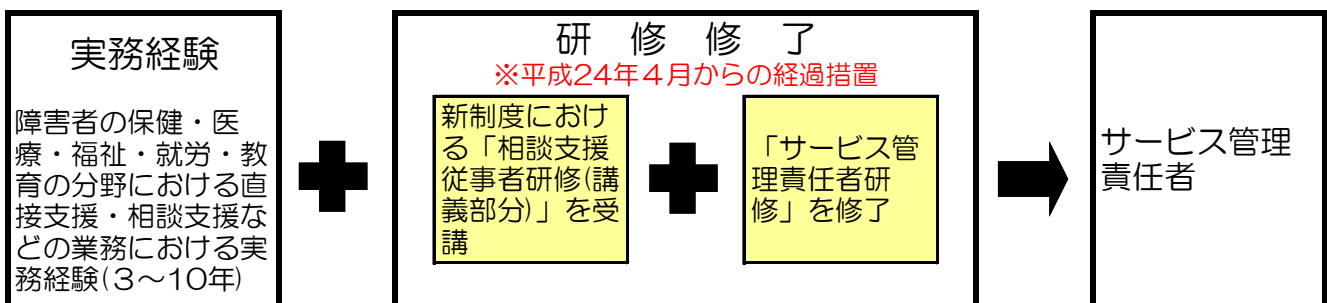 実務経験
障害者の保健・医
療・福祉・就労・教
育の分野における直
接支援・相談支援な
どの業務における実
務経験(3～10年)
研　修　修　了
※平成24年4月からの経過措置
新制度におけ
る「相談支援
従事者研修(講
義部分)」を受
講
「サービス管
理責任者研
修」を修了
サービス管理
責任者